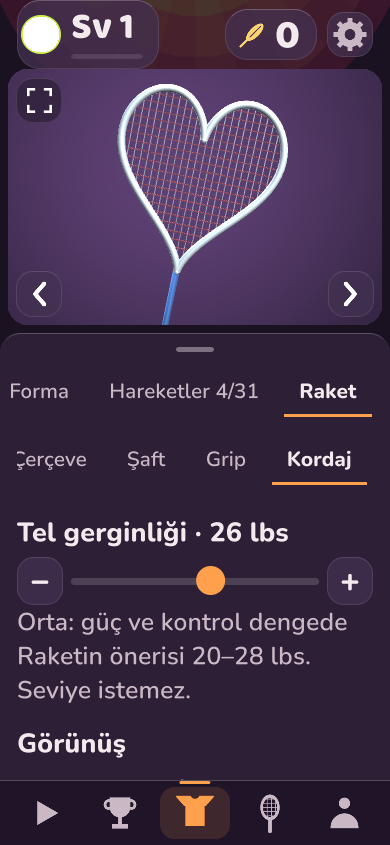 Sv 1
0
Forma
Hareketler 4/31
Raket
Çerçeve
Şaft
Grip
Kordaj
Tel gerginliği · 26 lbs
Orta: güç ve kontrol dengede
Raketin önerisi 20–28 lbs.
Seviye istemez.
Görünüş